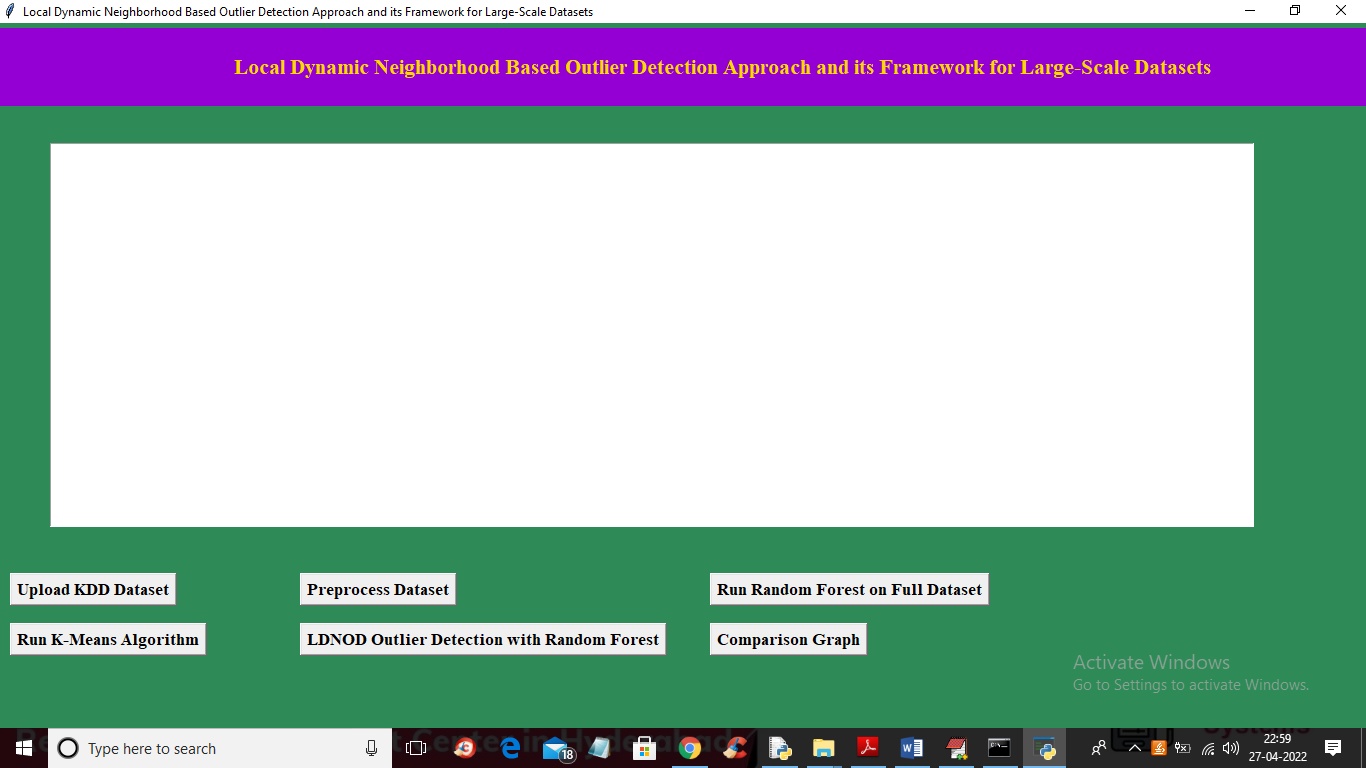 Local Dynamic Neighborhood Based Outlier Detection Approach and its Framework for Large-Scale Datasets
Local Dynamic Neighborhood Based Outlier Detection Approach and its Framework for Large-Scale Datasets
Upload KDD Dataset
Preprocess Dataset
Run Random Forest on Full Dataset
Run K-Means Algorithm
LDNOD Outlier Detection with Random Forest
Comparison Graph
Activate Windows
Go to Settings to activate Windows.
Type here to search
18
22:59
27-04-2022